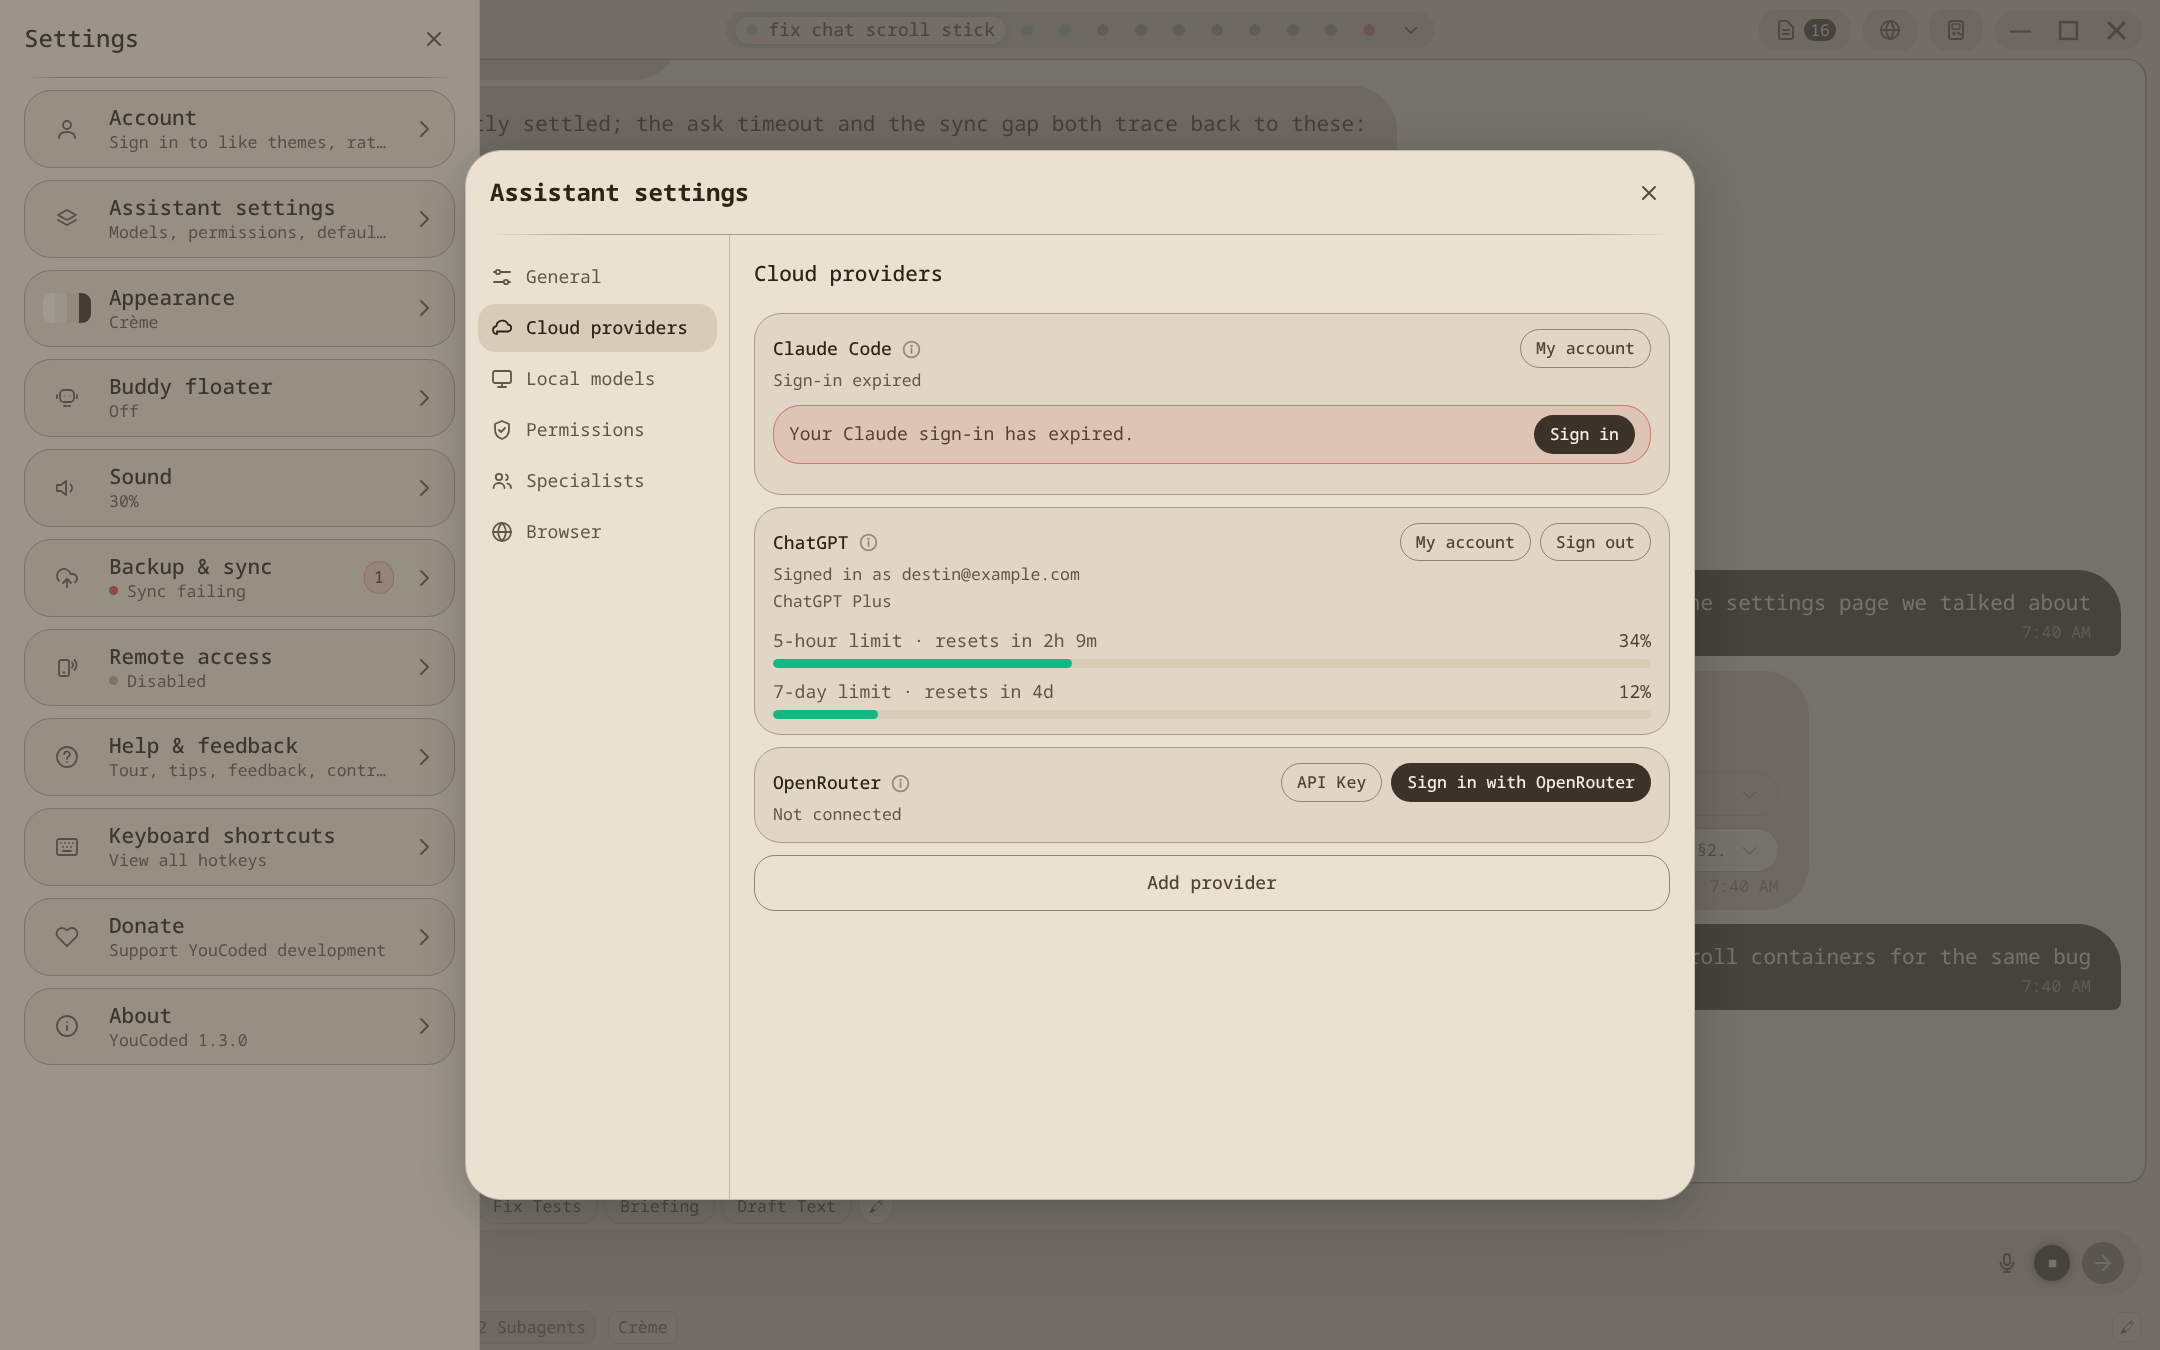 Settings
Account
Sign in to like themes, rat…
Assistant settings
Models, permissions, defaul…
Appearance
Crème
Buddy floater
Off
Sound
30%
Backup & sync
Sync failing
1
Remote access
Disabled
Help & feedback
Tour, tips, feedback, contr…
Keyboard shortcuts
View all hotkeys
Donate
Support YouCoded development
About
YouCoded 1.3.0
fix chat scroll stick
16
settled; the ask timeout and the sync gap both trace back to these:
Assistant settings
General
Cloud providers
Local models
Permissions
Specialists
Browser
Cloud providers
Claude Code
My account
Sign-in expired
Your Claude sign-in has expired.
Sign in
ChatGPT
My account
Sign out
Signed in as destin@example.com
ChatGPT Plus
5-hour limit · resets in 2h 9m
34%
7-day limit · resets in 4d
12%
OpenRouter
API Key
Sign in with OpenRouter
Not connected
Add provider
settings page we talked about
7:40 AM
§2.
7:40 AM
containers for the same bug
7:40 AM
Fix Tests
Briefing
Draft Text
2 Subagents
Crème